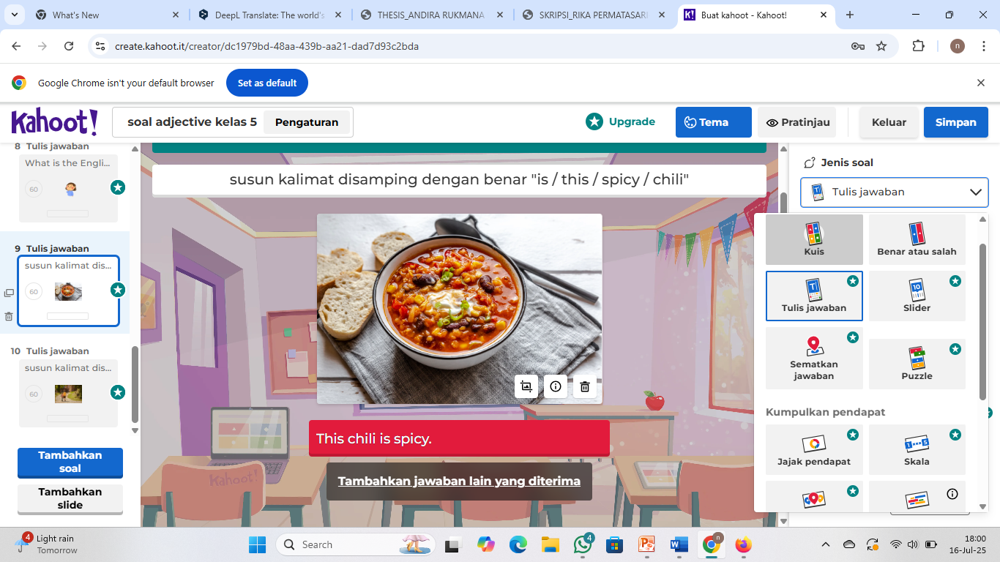 What's New
DeepL Translate: The world's
THESIS_ANDIRA RUKMANA
SKRIPSI_RIKA PERMATASARI
Buat kahoot - Kahoot!
create.kahoot.it/creator/dc1979bd-48aa-439b-aa21-dad7d93c2bda
n
Google Chrome isn't your default browser
Set as default
Kahoot!
soal adjective kelas 5
Pengaturan
Upgrade
Tema
Pratinjau
Keluar
Simpan
8 Tulis jawaban
What is the Engli...
60
9 Tulis jawaban
susun kalimat dis...
60
10 Tulis jawaban
susun kalimat dis...
60
Tambahkan
soal
Tambahkan
slide
susun kalimat disamping dengan benar "is / this / spicy / chili"
Kahoot!
This chili is spicy.
Tambahkan jawaban lain yang diterima
Jenis soal
Tulis jawaban
Kuis
Benar atau salah
Tulis jawaban
Slider
Sematkan
jawaban
Puzzle
Kumpulkan pendapat
Jajak pendapat
Skala
4
Light rain
Tomorrow
Search
4
n
18:00
16-Jul-25